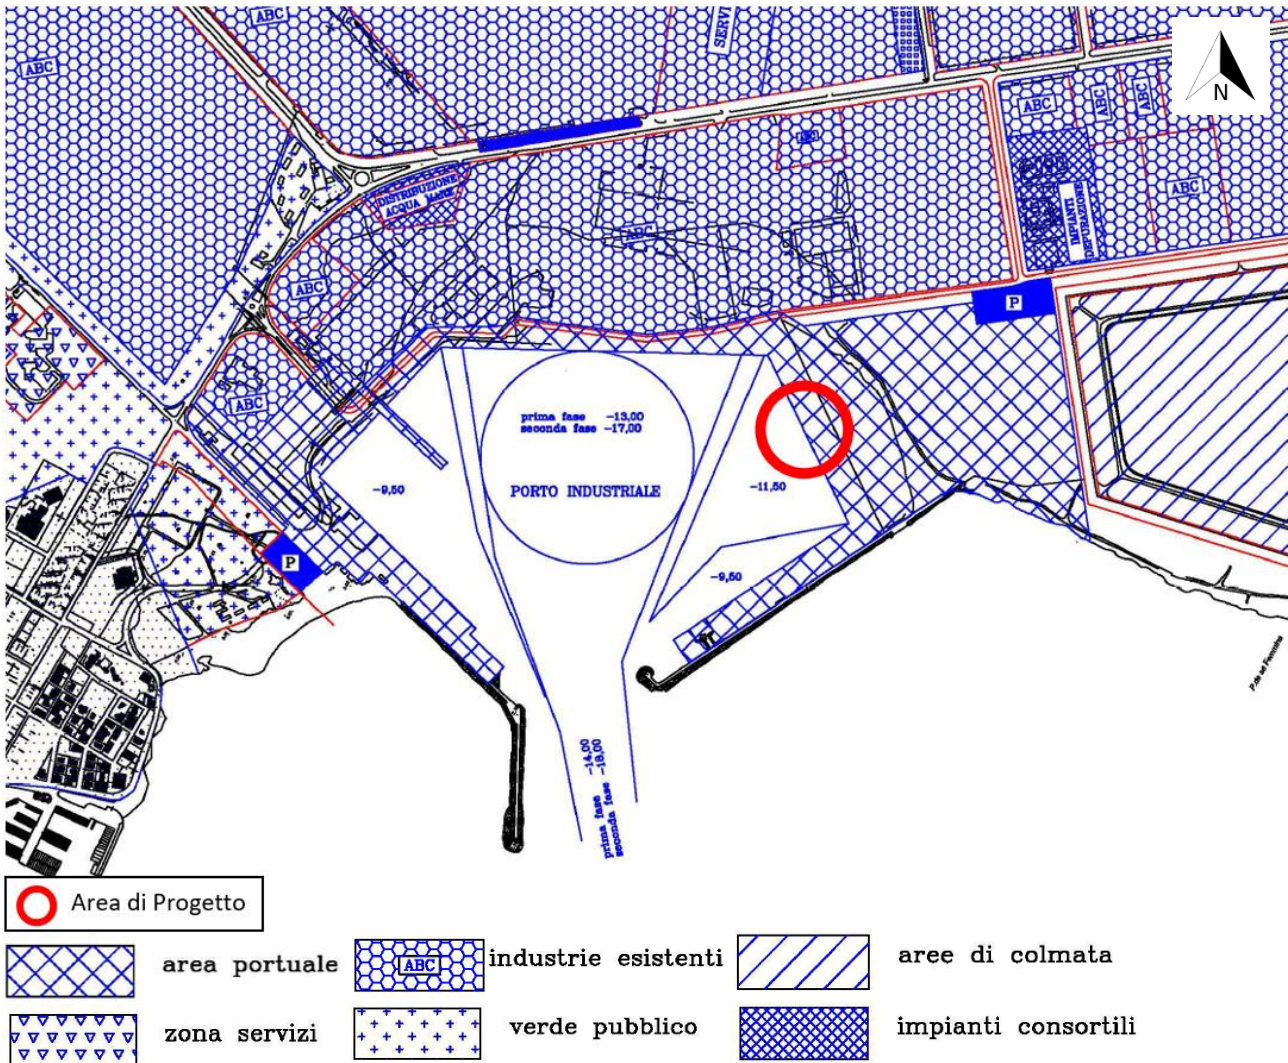 ABC
ABC
SERVI
N
ABC
ABC
ABC
ABC
DISTRIBUZIONE
ACQUA MARE
IMPIANTI
DEPURAZIONE
ABC
ABC
ABC
P
prima fase -13,00
seconda fase -17,00
ABC
-9,50
PORTO INDUSTRIALE
-11,50
P
-9,50
prima fase -14,00
seconda fase -18,00
Area di Progetto
area portuale
ABC
industrie esistenti
aree di colmata
zona servizi
verde pubblico
impianti consortili